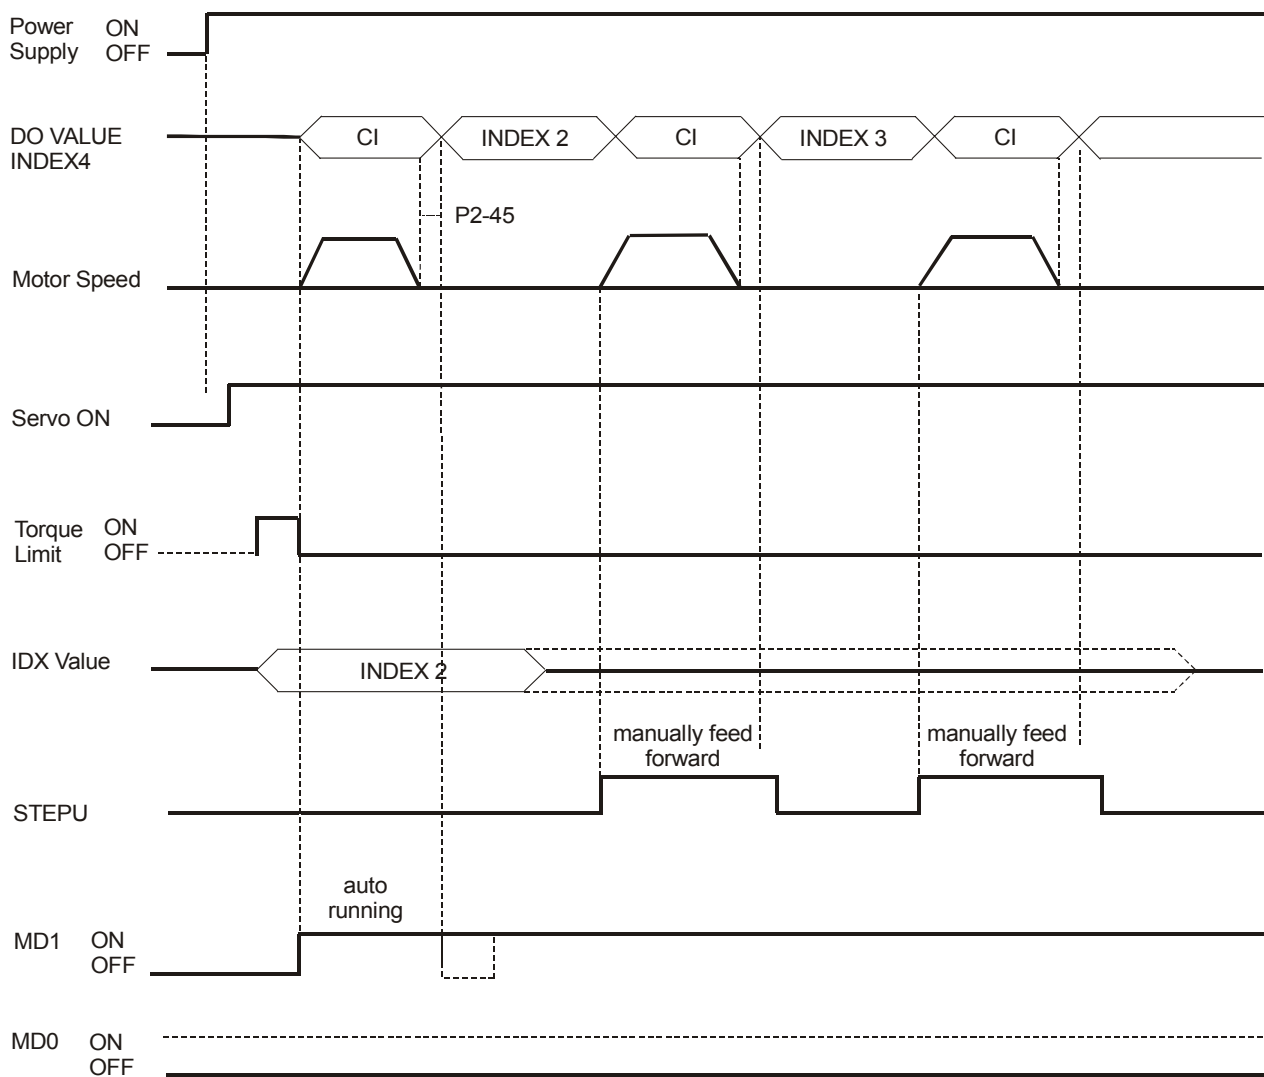 Power ON
Supply OFF
DO VALUE CI INDEX 2 CI INDEX 3 CI
INDEX4
P2-45
Motor Speed
Servo ON
Torque ON
Limit OFF
IDX Value INDEX 2
manually feed manually feed
forward forward
STEPU
auto
running
MD1 ON
OFF
MD0 ON
OFF